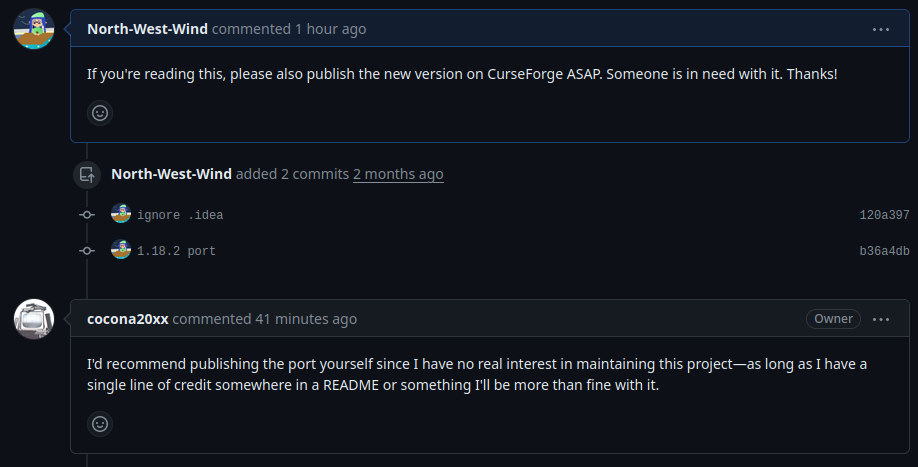 North-West-Wind commented 1 hour ago
If you're reading this, please also publish the new version on CurseForge ASAP. Someone is in need with it. Thanks!
North-West-Wind added 2 commits 2 months ago
ignore .idea 120a397
1.18.2 port b36a4db
cocona20xx commented 41 minutes ago Owner
I'd recommend publishing the port yourself since I have no real interest in maintaining this project—as long as I have a
single line of credit somewhere in a README or something I'll be more than fine with it.